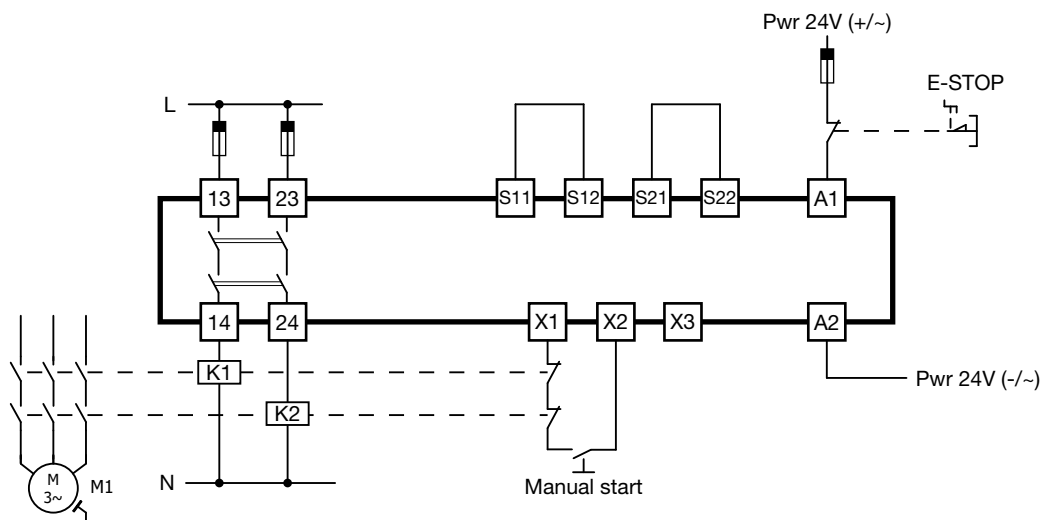 Pwr 24V (+/~)
E-STOP
L
13
23
S11
S12
S21
S22
A1
14
24
X1
X2
X3
A2
K1
Pwr 24V (-/~)
K2
M
3~
M1
N
Manual start